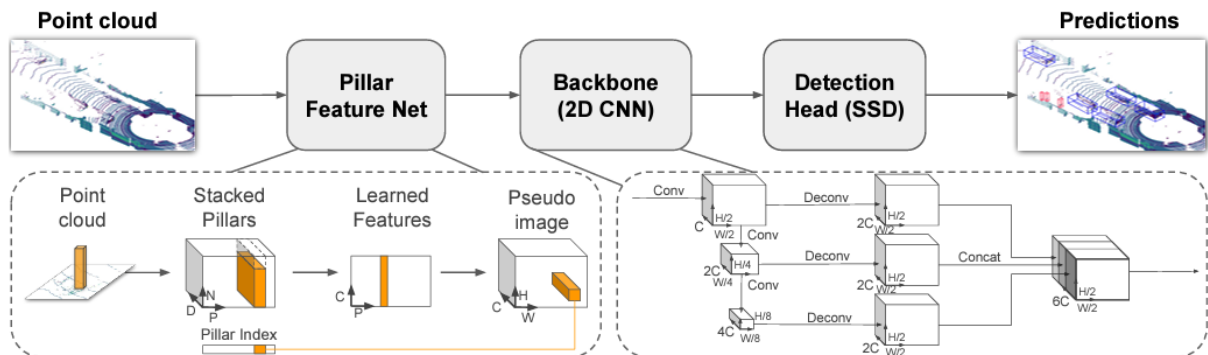 Point cloud
Predictions
Pillar
Feature Net
Backbone
(2D CNN)
Detection
Head (SSD)
Point
cloud
Stacked
Pillars
Learned
Features
Pseudo
image
N
D
P
C
P
H
C
W
Pillar Index
Conv
C
H/2
W/2
Conv
2C
H/4
W/4
Conv
4C
H/8
W/8
Deconv
2C
H/2
W/2
Deconv
2C
H/2
W/2
Deconv
2C
H/2
W/2
Concat
6C
H/2
W/2